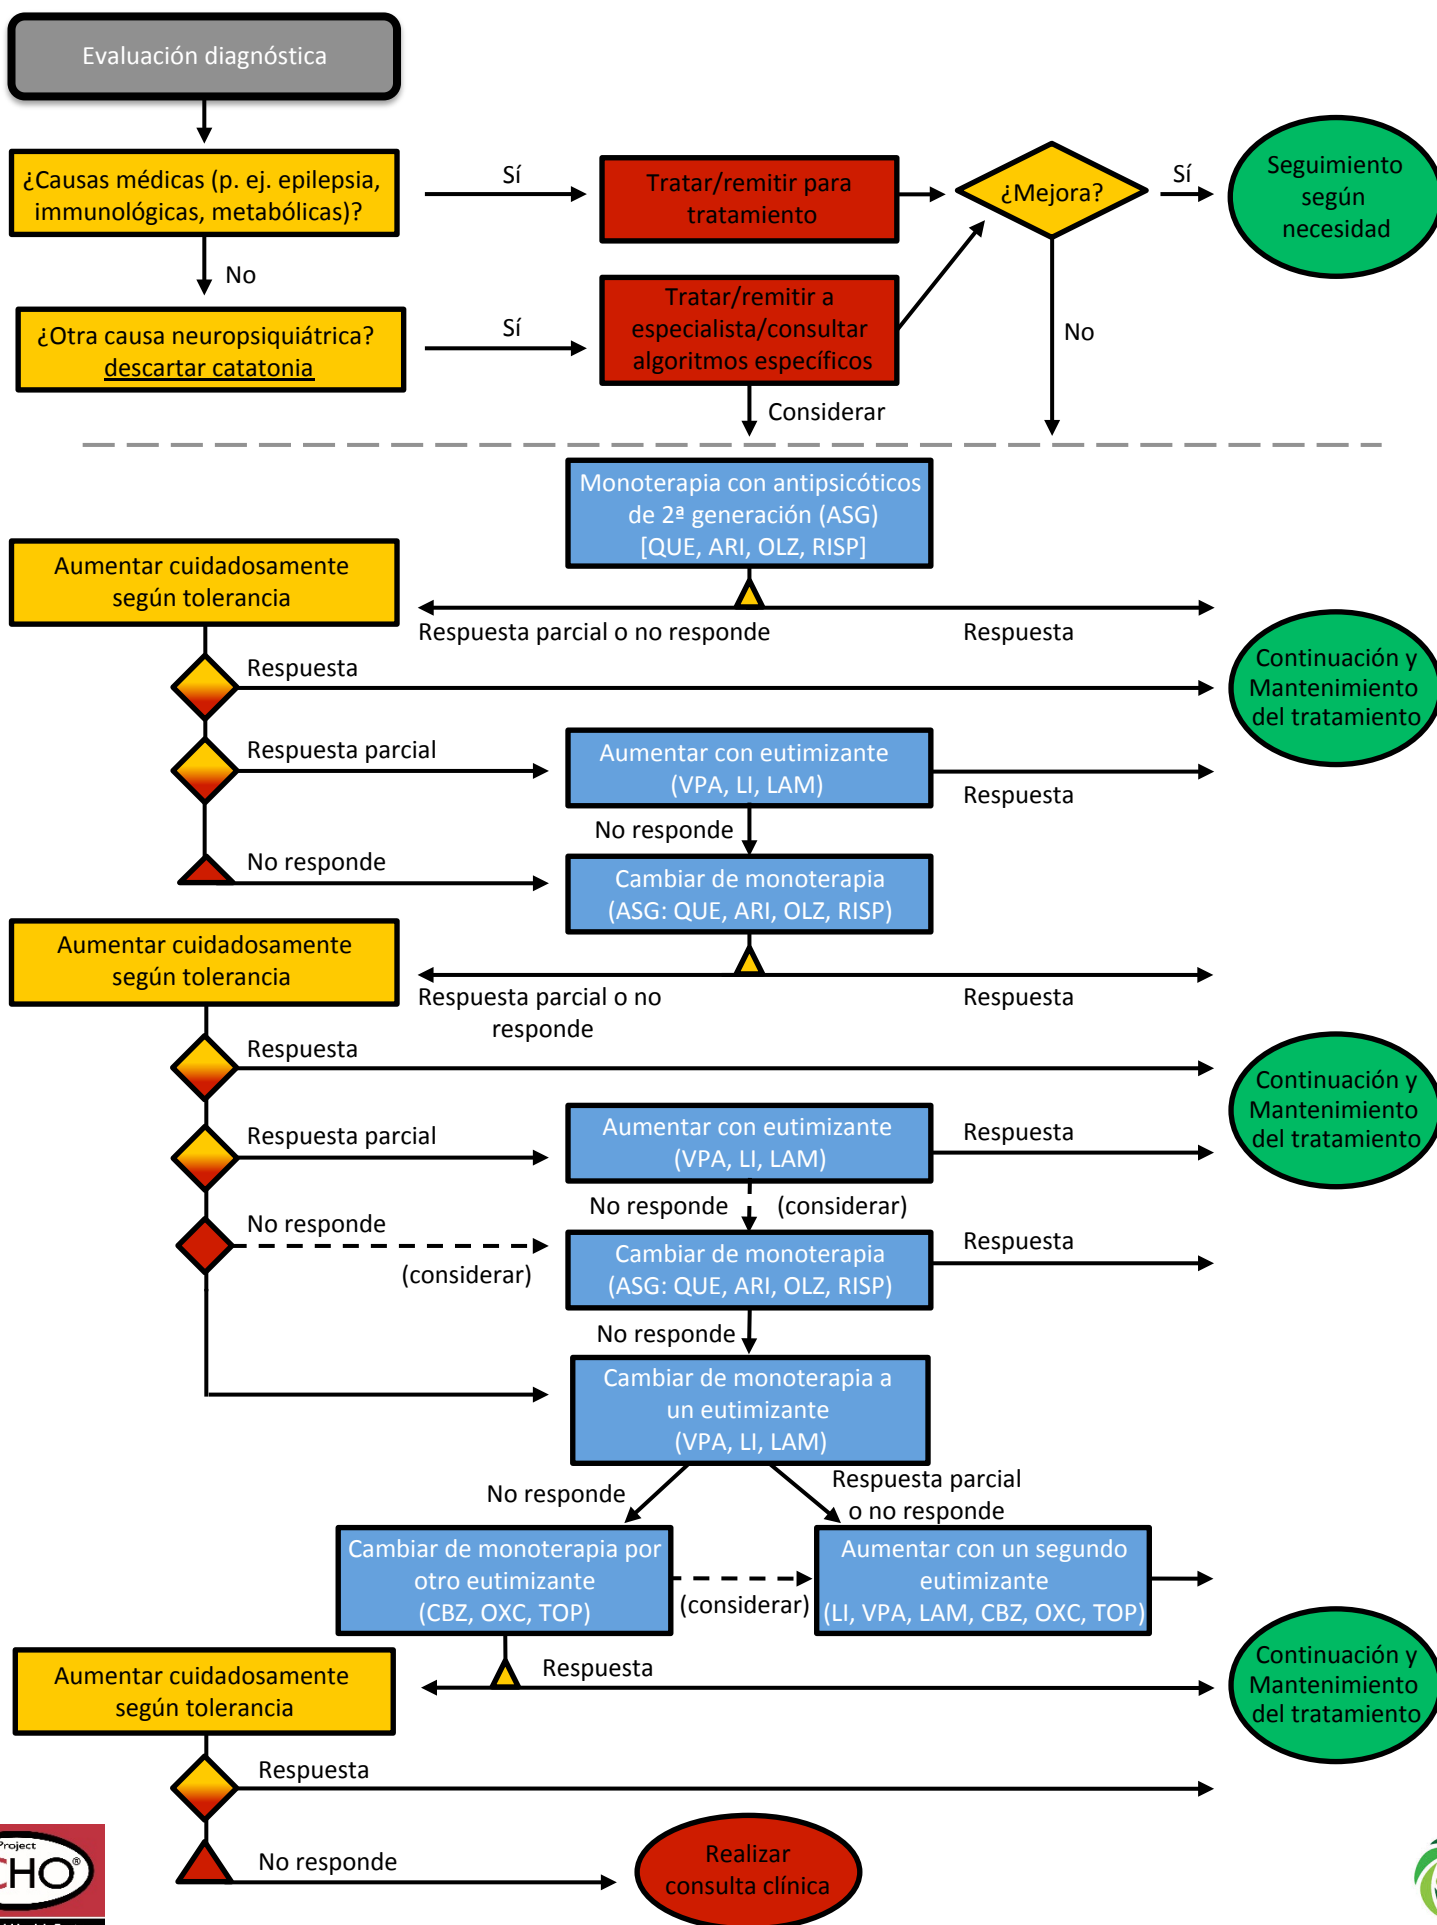 Evaluación diagnóstica
¿Causas médicas (p. ej. epilepsia,
immunológicas, metabólicas)?
Sí
Tratar/remitir para
tratamiento
¿Mejora?
Sí
Seguimiento
según
necesidad
No
¿Otra causa neuropsiquiátrica?
descartar catatonia
Sí
Tratar/remitir a
especialista/consultar
algoritmos específicos
No
Considerar
Monoterapia con antipsicóticos
de 2ª generación (ASG)
[QUE, ARI, OLZ, RISP]
Aumentar cuidadosamente
según tolerancia
Respuesta parcial o no responde
Respuesta
Respuesta
Continuación y
Mantenimiento
del tratamiento
Respuesta parcial
Aumentar con eutimizante
(VPA, LI, LAM)
Respuesta
No responde
No responde
Cambiar de monoterapia
(ASG: QUE, ARI, OLZ, RISP)
Aumentar cuidadosamente
según tolerancia
Respuesta parcial o no
responde
Respuesta
Respuesta
Continuación y
Mantenimiento
del tratamiento
Respuesta parcial
Aumentar con eutimizante
(VPA, LI, LAM)
Respuesta
No responde
(considerar)
No responde
(considerar)
Cambiar de monoterapia
(ASG: QUE, ARI, OLZ, RISP)
Respuesta
No responde
Cambiar de monoterapia a
un eutimizante
(VPA, LI, LAM)
No responde
Respuesta parcial
o no responde
Cambiar de monoterapia por
otro eutimizante
(CBZ, OXC, TOP)
(considerar)
Aumentar con un segundo
eutimizante
(LI, VPA, LAM, CBZ, OXC, TOP)
Aumentar cuidadosamente
según tolerancia
Respuesta
Continuación y
Mantenimiento
del tratamiento
Respuesta
No responde
Realizar
consulta clínica
Project
CHO®